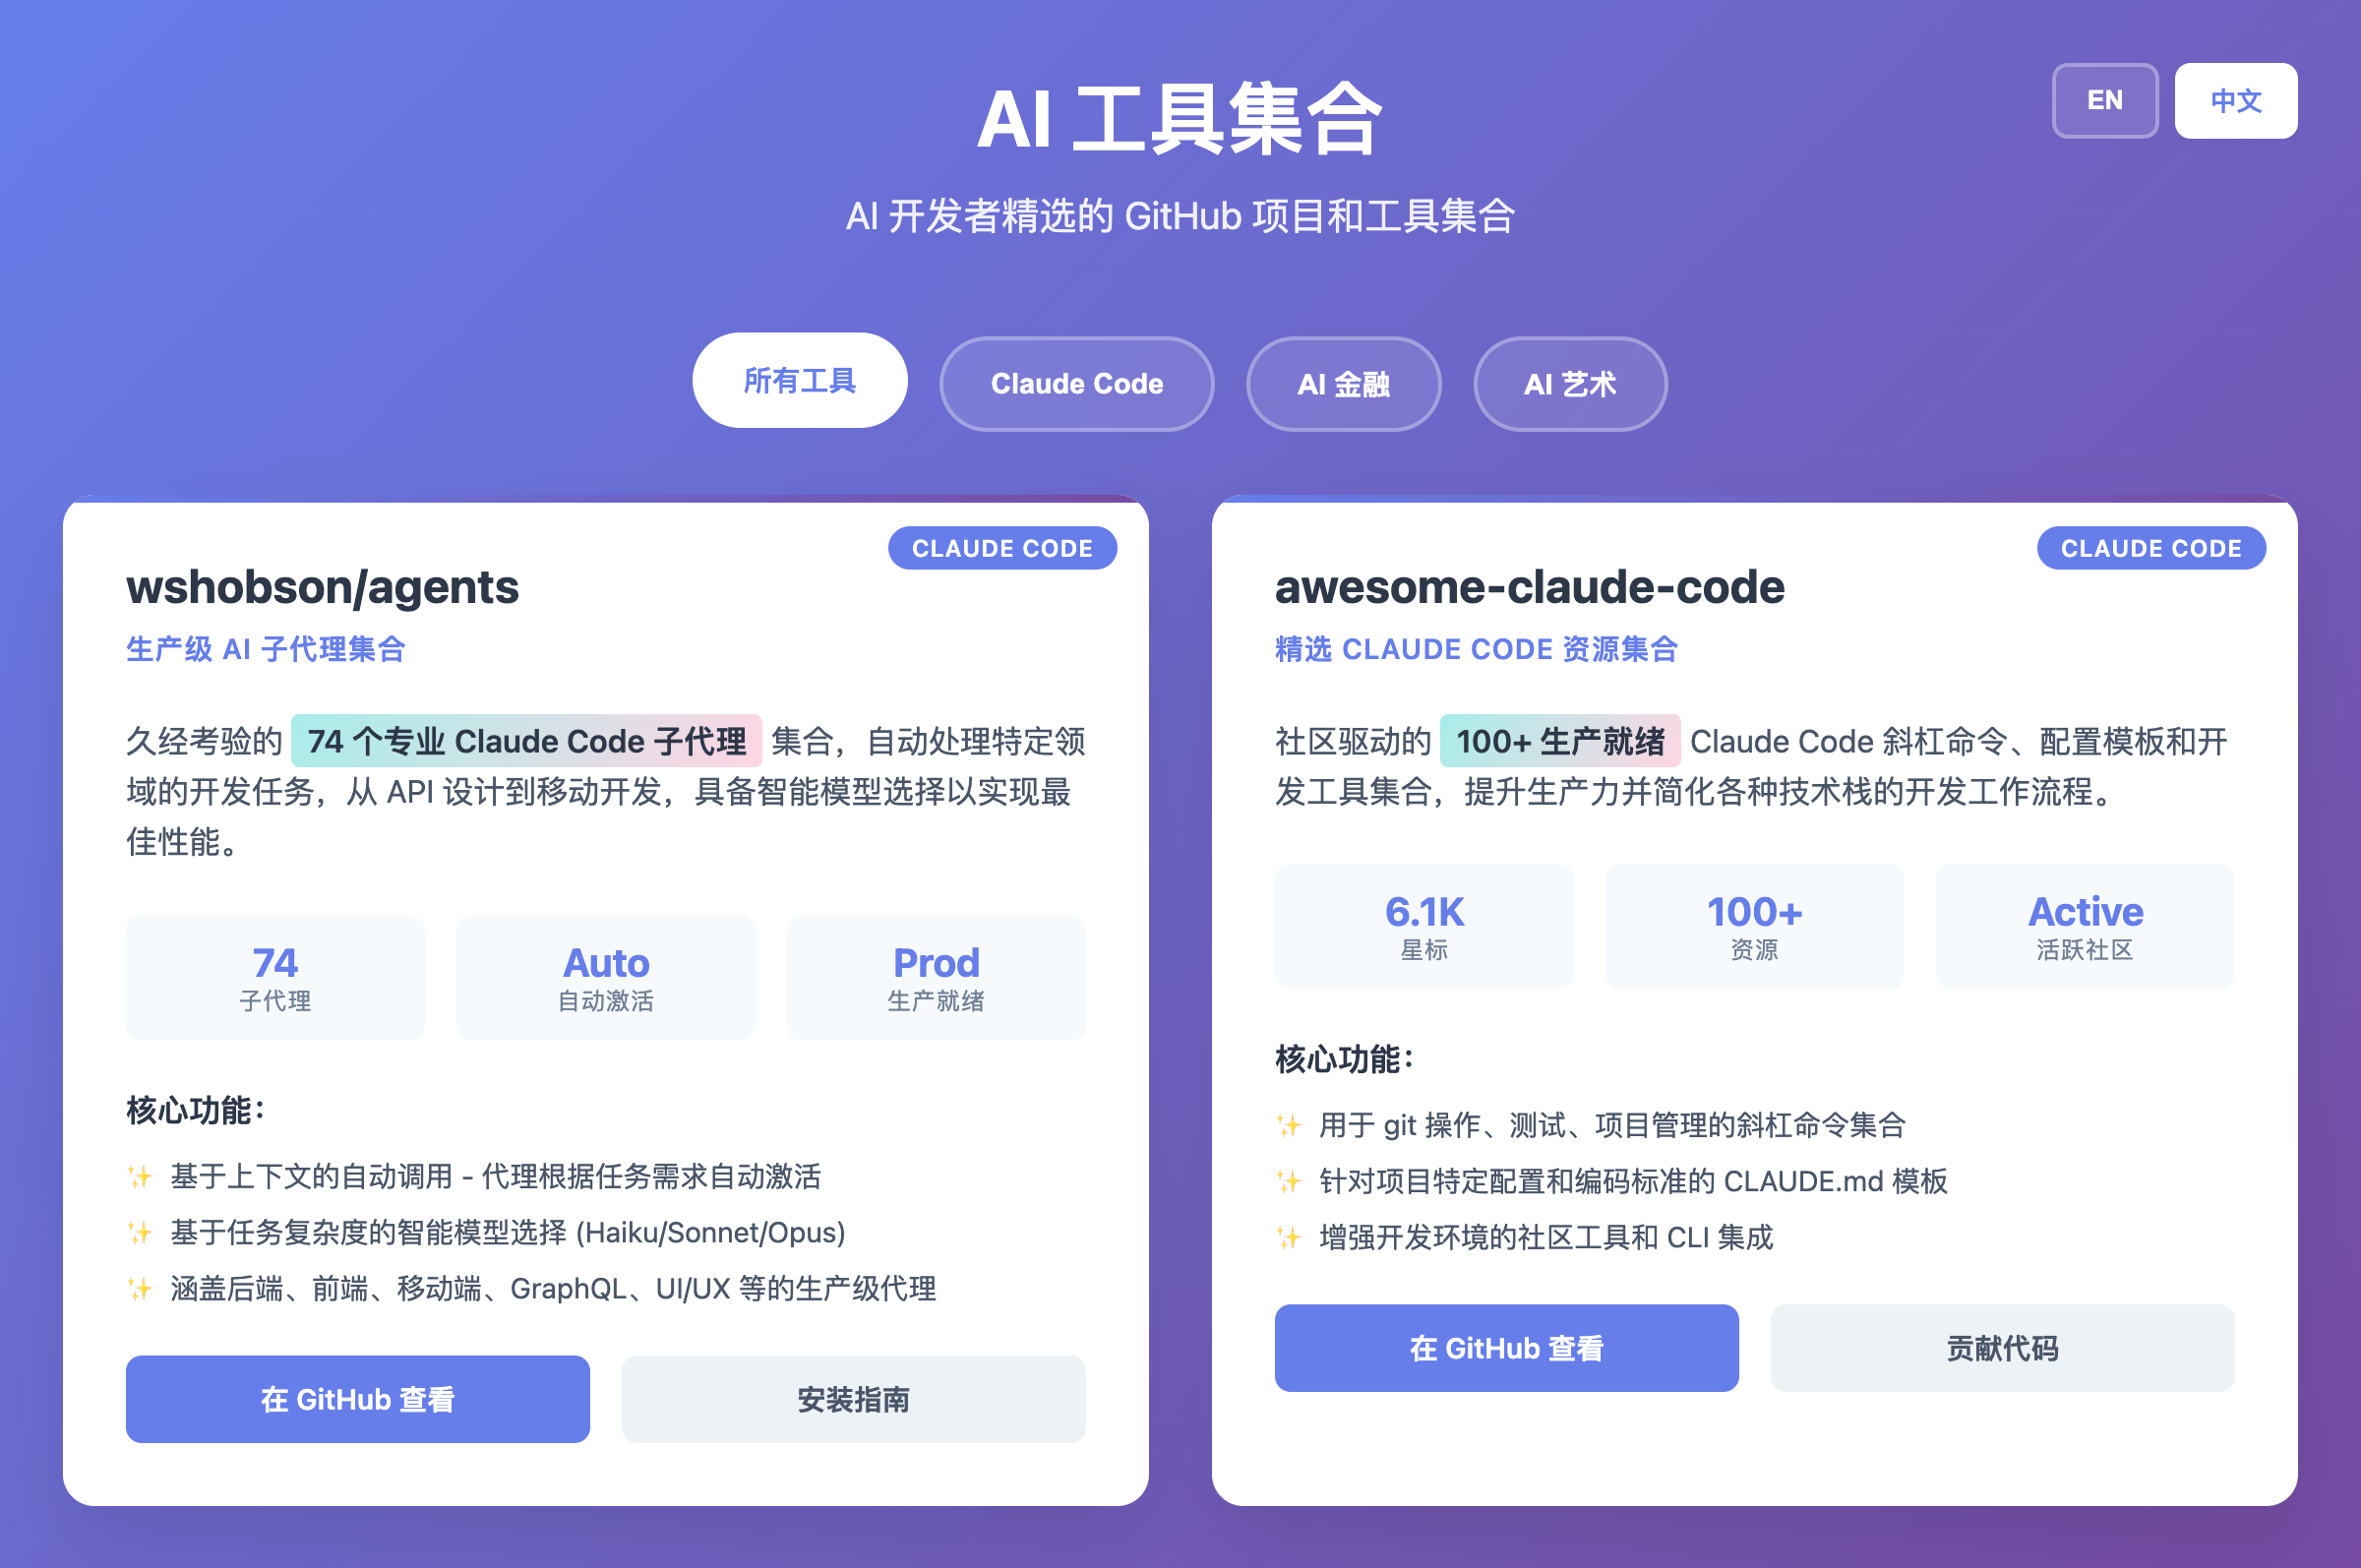 AI 工具集合
EN
中文
AI 开发者精选的 GitHub 项目和工具集合
所有工具
Claude Code
AI 金融
AI 艺术
CLAUDE CODE
wshobson/agents
生产级 AI 子代理集合
久经考验的 74 个专业 Claude Code 子代理 集合，自动处理特定领
域的开发任务，从 API 设计到移动开发，具备智能模型选择以实现最
佳性能。
74
子代理
Auto
自动激活
Prod
生产就绪
核心功能：
✨ 基于上下文的自动调用 - 代理根据任务需求自动激活
✨ 基于任务复杂度的智能模型选择 (Haiku/Sonnet/Opus)
✨ 涵盖后端、前端、移动端、GraphQL、UI/UX 等的生产级代理
在 GitHub 查看
安装指南
CLAUDE CODE
awesome-claude-code
精选 CLAUDE CODE 资源集合
社区驱动的 100+ 生产就绪 Claude Code 斜杠命令、配置模板和开
发工具集合，提升生产力并简化各种技术栈的开发工作流程。
6.1K
星标
100+
资源
Active
活跃社区
核心功能：
✨ 用于 git 操作、测试、项目管理的斜杠命令集合
✨ 针对项目特定配置和编码标准的 CLAUDE.md 模板
✨ 增强开发环境的社区工具和 CLI 集成
在 GitHub 查看
贡献代码